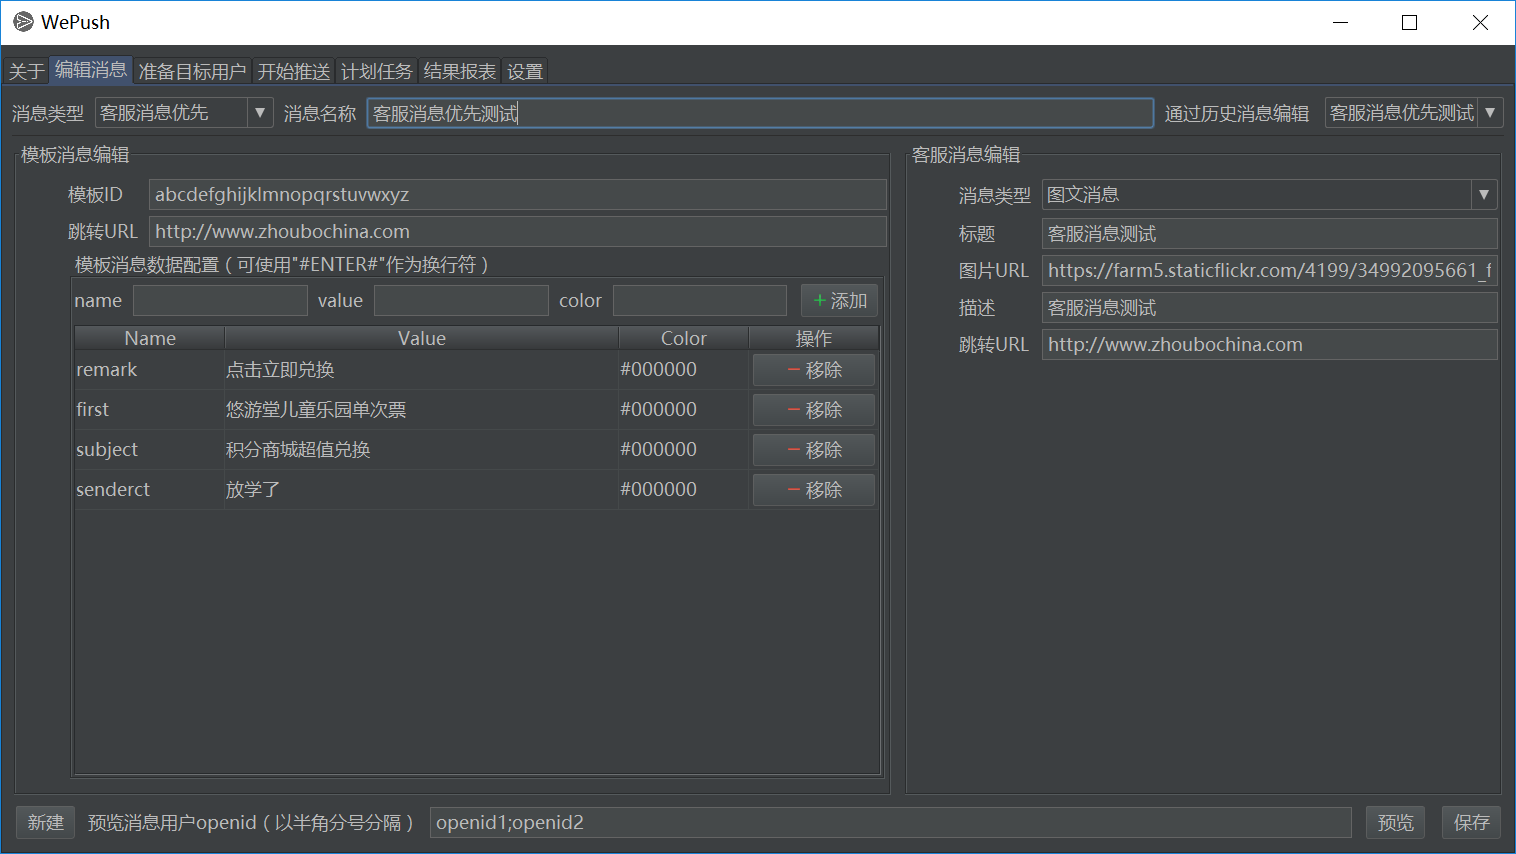 WePush
关于 编辑消息 准备目标用户 开始推送 计划任务 结果报表 设置
消息类型 客服消息优先 消息名称 客服消息优先测试 通过历史消息编辑 客服消息优先测试
模板消息编辑
模板ID abcdefghijklmnopqrstuvwxyz
跳转URL http://www.zhoubochina.com
模板消息数据配置（可使用"#ENTER#"作为换行符）
name value color +添加
Name Value Color 操作
remark 点击立即兑换 #000000 −移除
first 悠游堂儿童乐园单次票 #000000 −移除
subject 积分商城超值兑换 #000000 −移除
senderct 放学了 #000000 −移除
客服消息编辑
消息类型 图文消息
标题 客服消息测试
图片URL https://farm5.staticflickr.com/4199/34992095661_f
描述 客服消息测试
跳转URL http://www.zhoubochina.com
新建 预览消息用户openid（以半角分号分隔） openid1;openid2 预览 保存